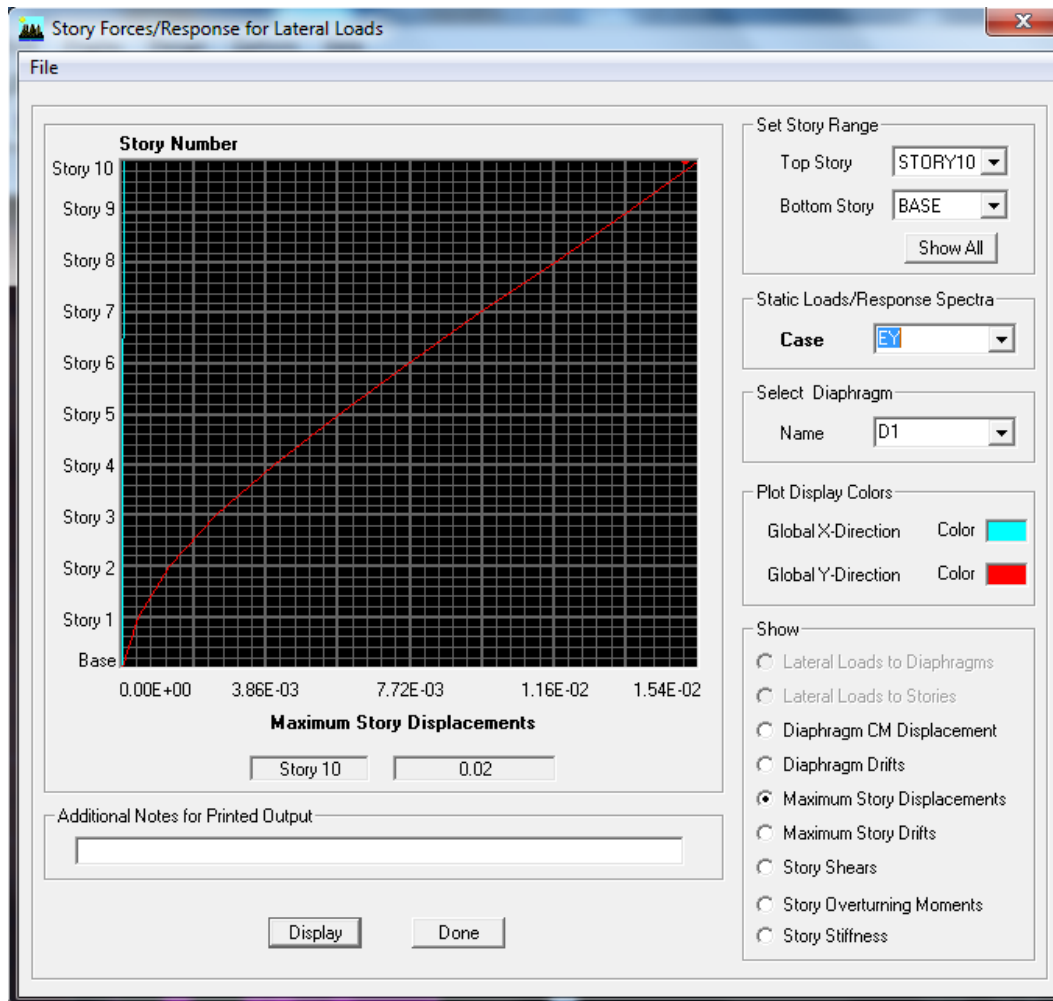 Story Forces/Response for Lateral Loads
File
Story Number
Story 10
Story 9
Story 8
Story 7
Story 6
Story 5
Story 4
Story 3
Story 2
Story 1
Base
0.00E+00 3.86E-03 7.72E-03 1.16E-02 1.54E-02
Maximum Story Displacements
Story 10 0.02
Additional Notes for Printed Output
Display Done
Set Story Range
Top Story STORY10
Bottom Story BASE
Show All
Static Loads/Response Spectra
Case EY
Select Diaphragm
Name D1
Plot Display Colors
Global X-Direction Color
Global Y-Direction Color
Show
Lateral Loads to Diaphragms
Lateral Loads to Stories
Diaphragm CM Displacement
Diaphragm Drifts
Maximum Story Displacements
Maximum Story Drifts
Story Shears
Story Overturning Moments
Story Stiffness